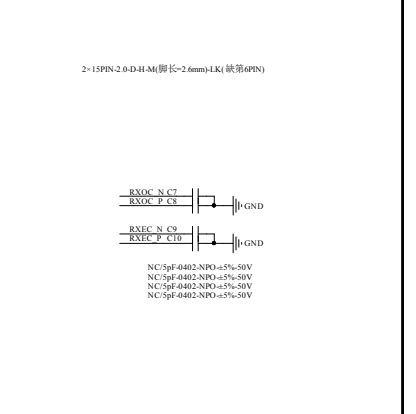 2×15PIN-2.0-D-H-M(脚长=2.6mm)-LK(缺第6PIN)
RXOC_N C7
RXOC_P C8
GND
RXEC_N C9
RXEC_P C10
GND
NC/5pF-0402-NPO-±5%-50V
NC/5pF-0402-NPO-±5%-50V
NC/5pF-0402-NPO-±5%-50V
NC/5pF-0402-NPO-±5%-50V